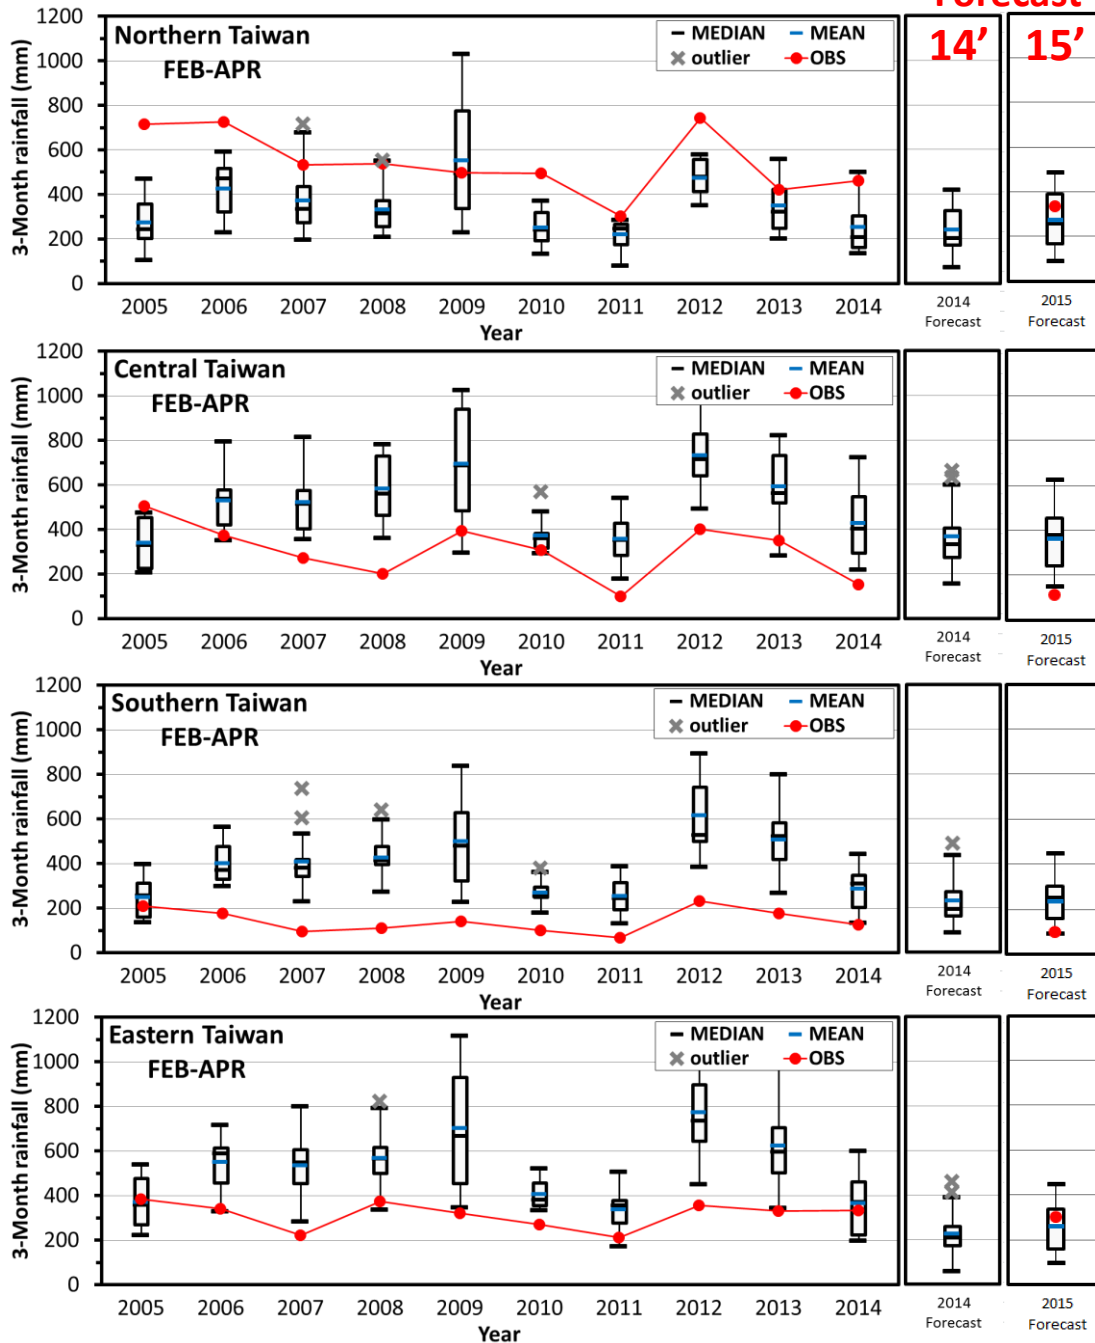 Forecast
14’ 15’
Northern Taiwan
FEB-APR
MEDIAN MEAN
outlier OBS
3-Month rainfall (mm)
1200
1000
800
600
400
200
0
2005 2006 2007 2008 2009 2010 2011 2012 2013 2014
Year
2014
Forecast
2015
Forecast
Central Taiwan
FEB-APR
MEDIAN MEAN
outlier OBS
3-Month rainfall (mm)
1200
1000
800
600
400
200
0
2005 2006 2007 2008 2009 2010 2011 2012 2013 2014
Year
2014
Forecast
2015
Forecast
Southern Taiwan
FEB-APR
MEDIAN MEAN
outlier OBS
3-Month rainfall (mm)
1200
1000
800
600
400
200
0
2005 2006 2007 2008 2009 2010 2011 2012 2013 2014
Year
2014
Forecast
2015
Forecast
Eastern Taiwan
FEB-APR
MEDIAN MEAN
outlier OBS
3-Month rainfall (mm)
1200
1000
800
600
400
200
0
2005 2006 2007 2008 2009 2010 2011 2012 2013 2014
Year
2014
Forecast
2015
Forecast